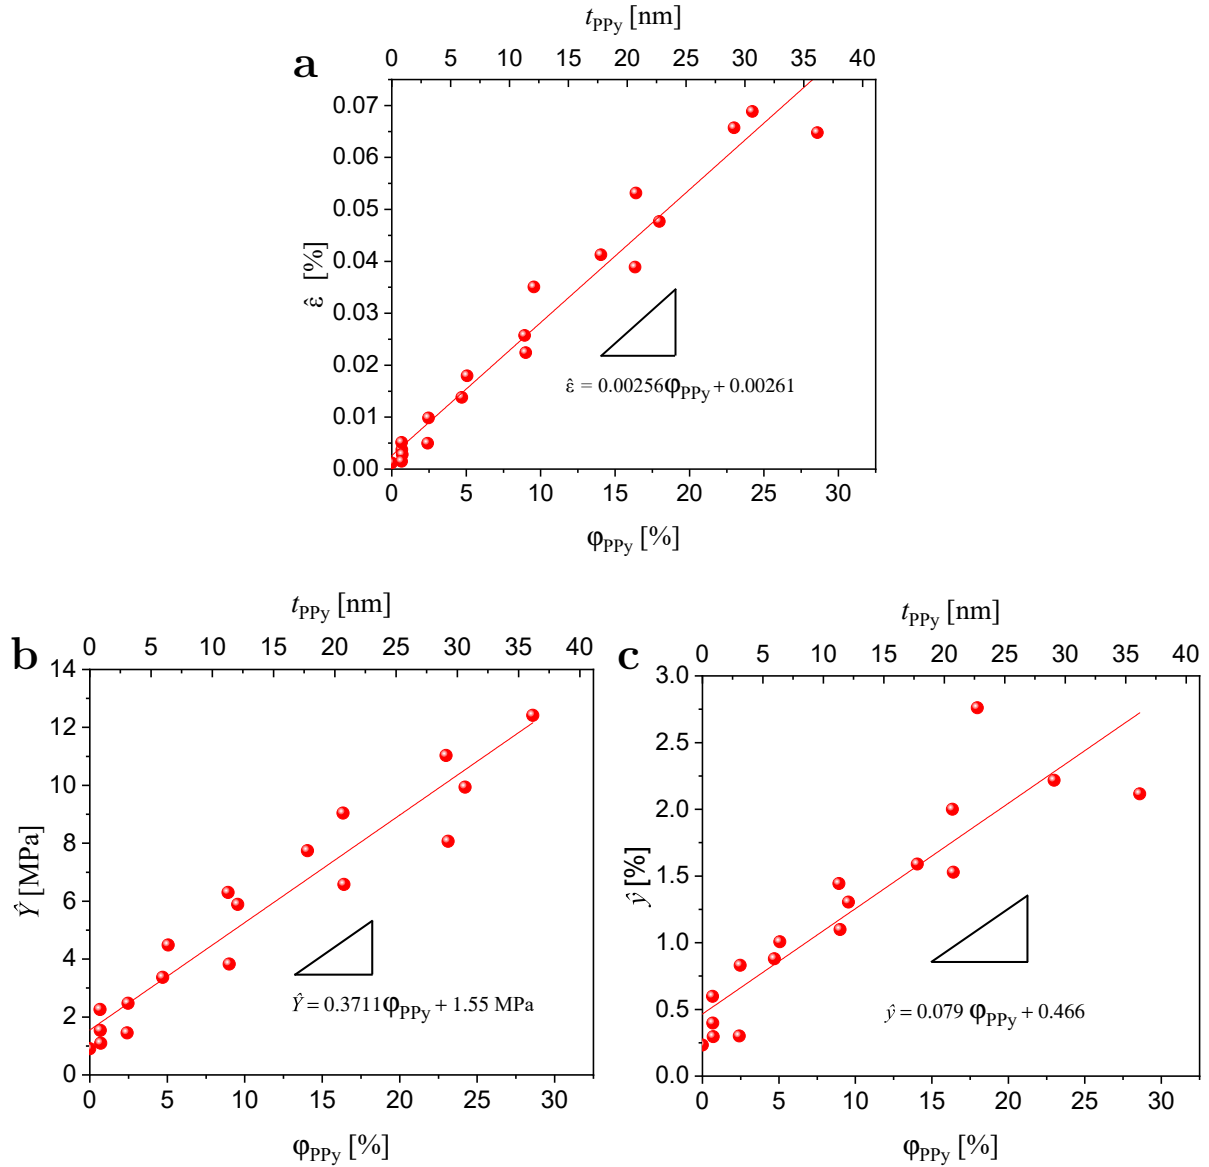 t_PPy [nm]
0 5 10 15 20 25 30 35 40
a
0.07
0.06
0.05
0.04
0.03
0.02
0.01
0.00
ε̂ [%]
ε̂ = 0.00256φ_PPy + 0.00261
0 5 10 15 20 25 30
φ_PPy [%]
t_PPy [nm]
0 5 10 15 20 25 30 35 40
b
14
12
10
8
6
4
2
0
Ŷ [MPa]
Ŷ = 0.3711φ_PPy + 1.55 MPa
0 5 10 15 20 25 30
φ_PPy [%]
t_PPy [nm]
0 5 10 15 20 25 30 35 40
c
3.0
2.5
2.0
1.5
1.0
0.5
0.0
ŷ [%]
ŷ = 0.079 φ_PPy + 0.466
0 5 10 15 20 25 30
φ_PPy [%]